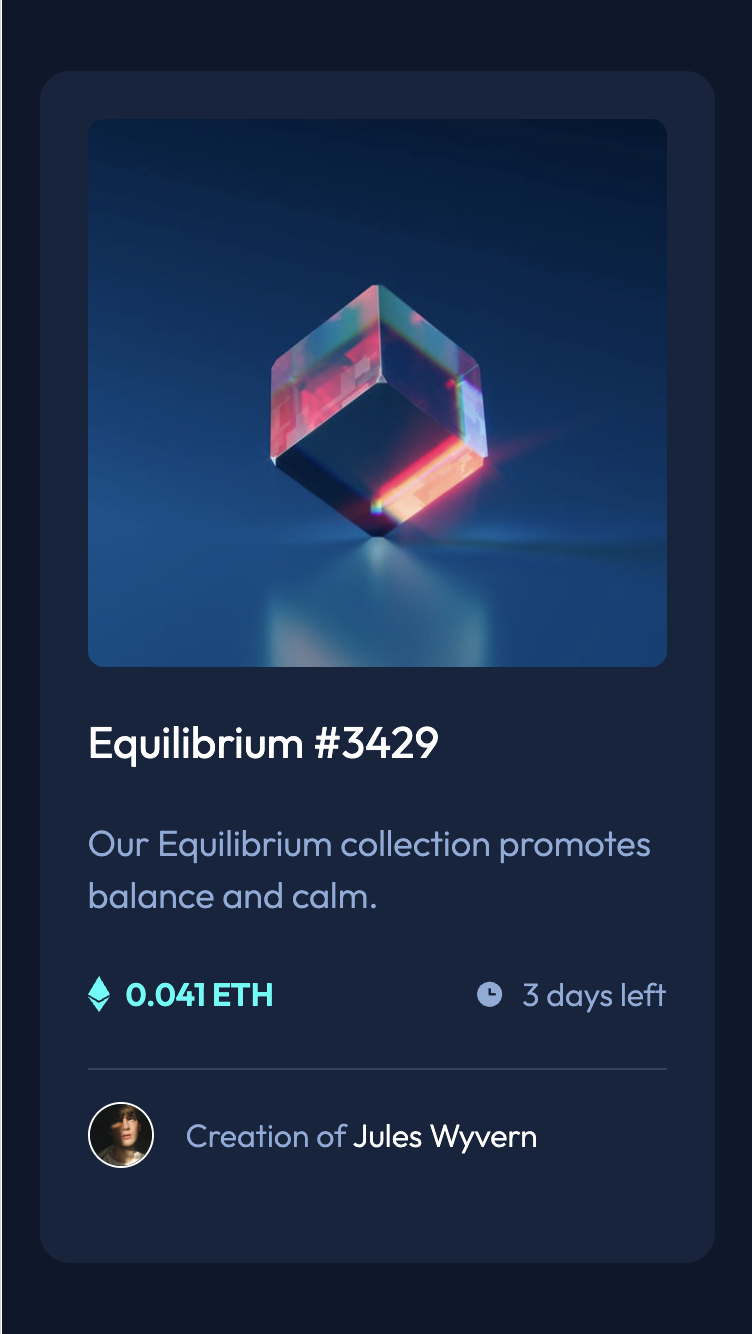 Equilibrium #3429
Our Equilibrium collection promotes
balance and calm.
0.041 ETH
3 days left
Creation of Jules Wyvern